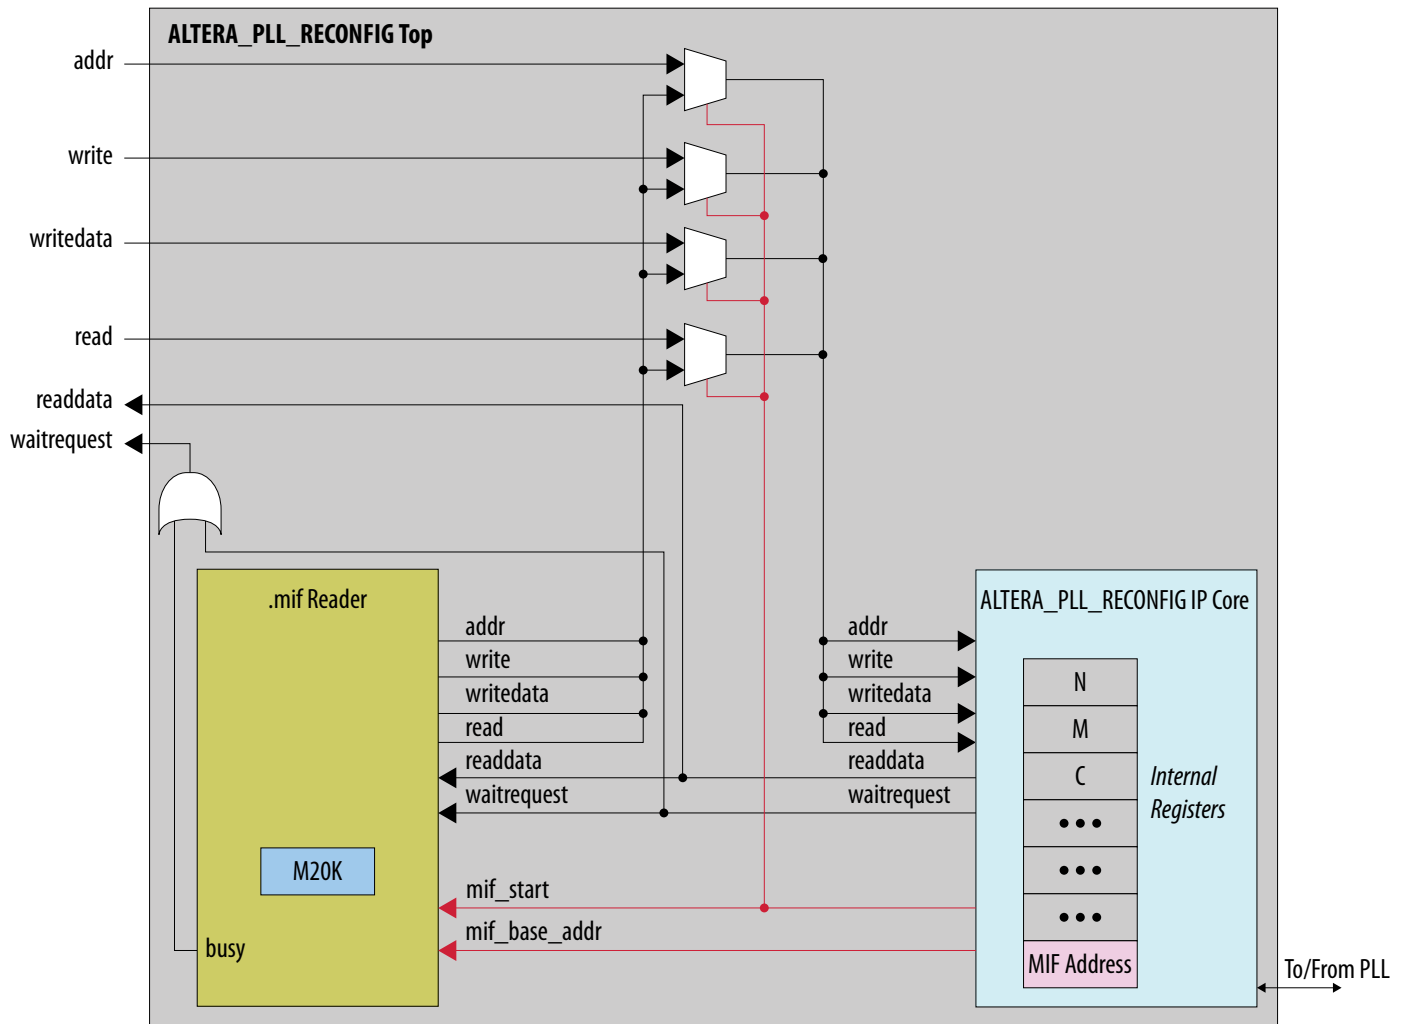 ALTERA_PLL_RECONFIG Top
addr
write
writedata
read
readdata
waitrequest
.mif Reader
addr
write
writedata
read
readdata
waitrequest
M20K
mif_start
mif_base_addr
busy
addr
write
writedata
read
readdata
waitrequest
ALTERA_PLL_RECONFIG IP Core
N
M
C
•••
•••
•••
MIF Address
Internal
Registers
To/From PLL